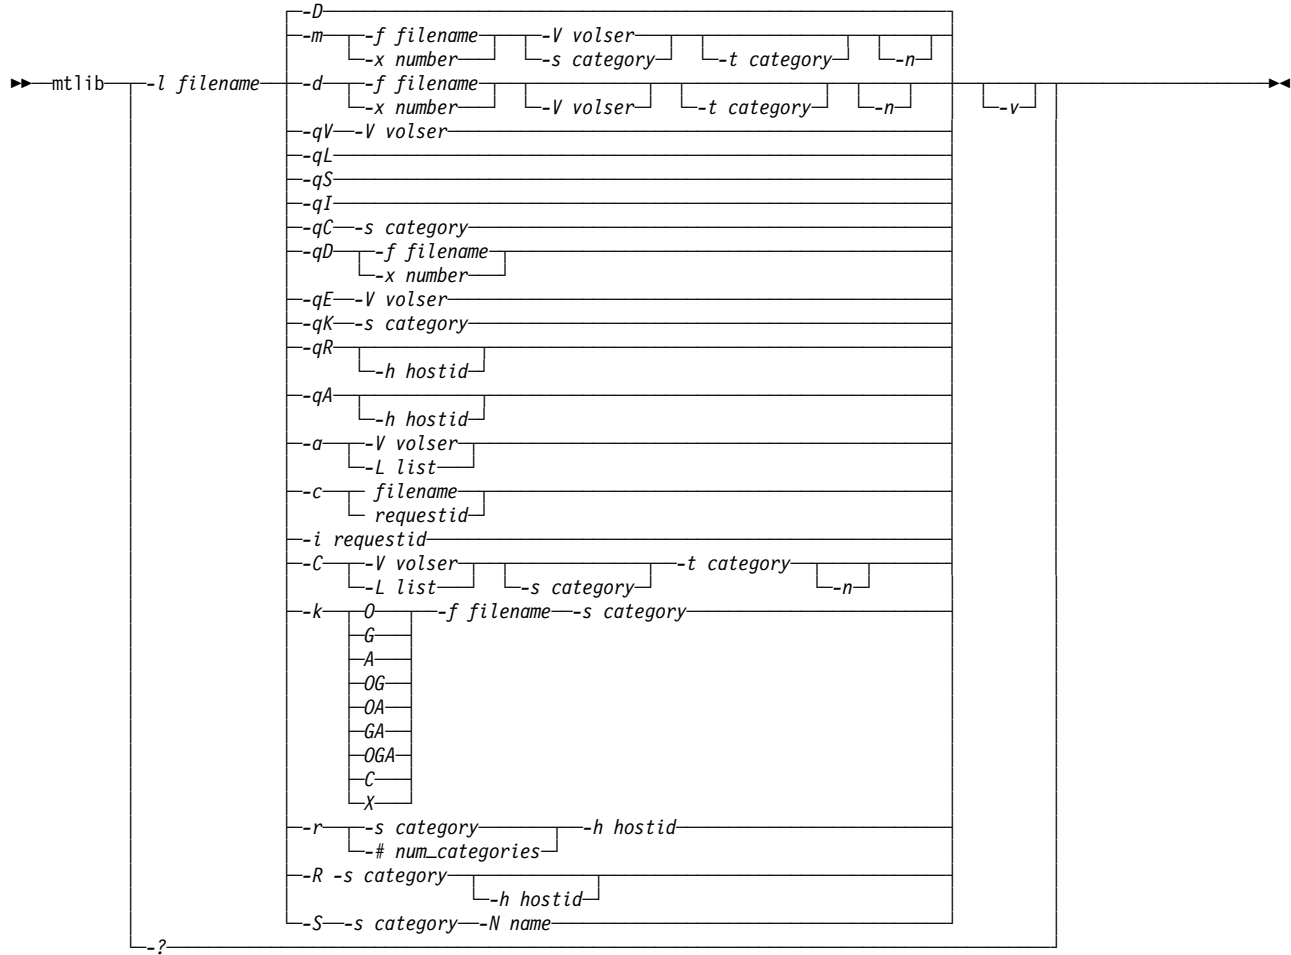 -D
-m -f filename -V volser
-x number -s category -t category -n
mtlib -l filename -d -f filename -v
-x number -V volser -t category -n
-qV -V volser
-qL
-qS
-qI
-qC -s category
-qD -f filename
-x number
-qE -V volser
-qK -s category
-qR
-h hostid
-qA
-h hostid
-a -V volser
-L list
-c filename
requestid
-i requestid
-C -V volser -t category
-L list -s category -n
-k O -f filename -s category
G
A
OG
OA
GA
OGA
C
X
-r -s category -h hostid
-# num_categories
-R -s category
-h hostid
-S -s category -N name
-?